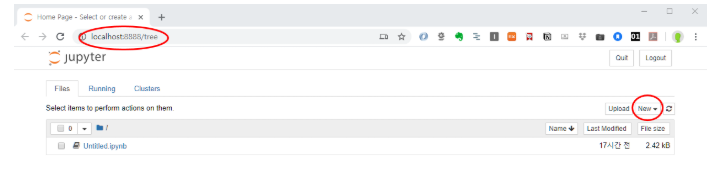 Home Page - Select or create a
localhost:8888/tree
jupyter
Quit Logout
Files Running Clusters
Select items to perform actions on them.
Upload New
0 / Name Last Modified File size
Untitled.ipynb 17시간 전 2.42 kB